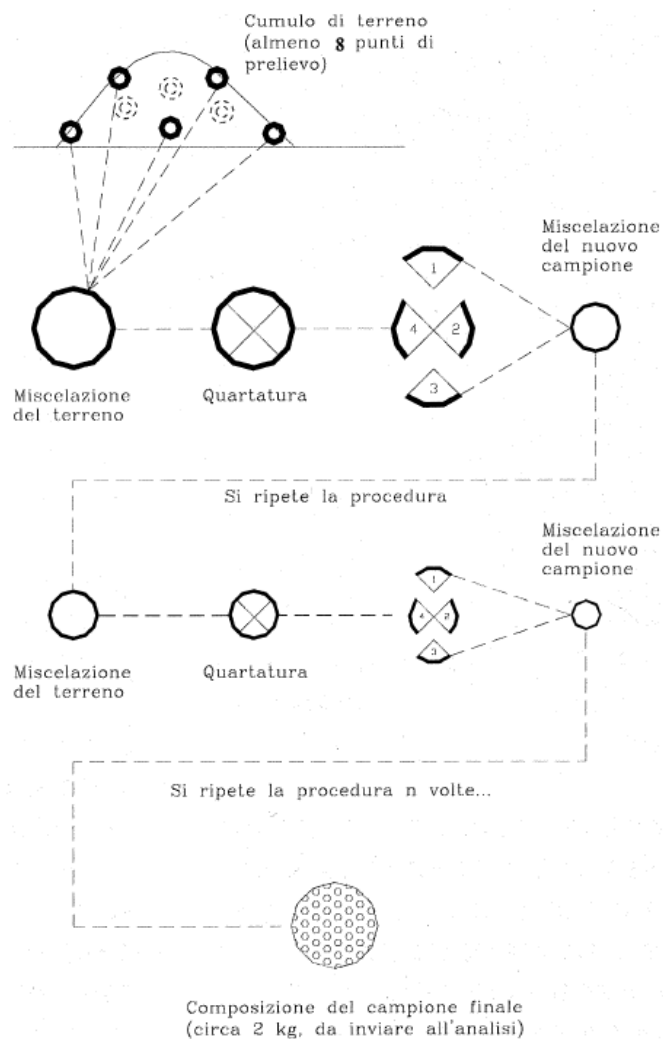 Cumulo di terreno
(almeno 8 punti di
prelievo)
Miscelazione
del nuovo
campione
1
4
2
3
Miscelazione
del terreno
Quartatura
Si ripete la procedura
Miscelazione
del nuovo
campione
1
4
2
3
Miscelazione
del terreno
Quartatura
Si ripete la procedura n volte...
Composizione del campione finale
(circa 2 kg, da inviare all'analisi)